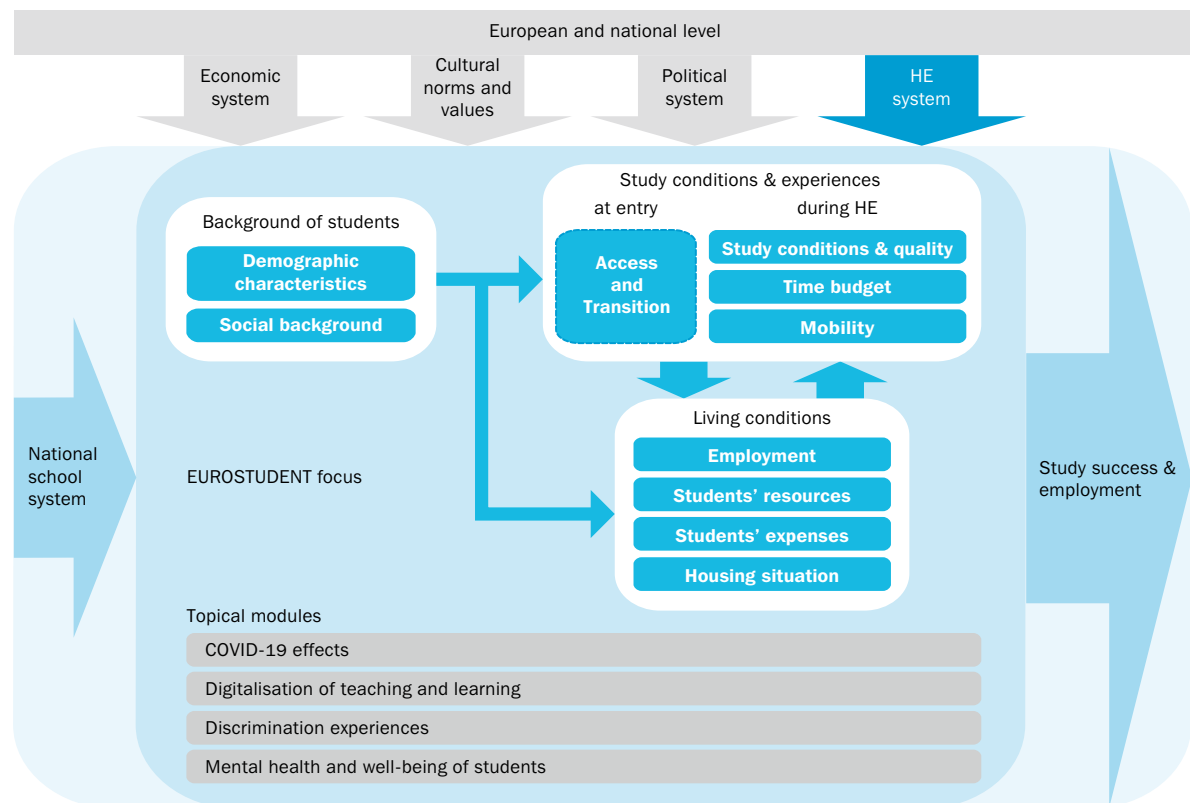 European and national level
Economic
system
Cultural
norms and
values
Political
system
HE
system
Background of students
Demographic
characteristics
Social background
Study conditions & experiences
at entry
during HE
Access
and
Transition
Study conditions & quality
Time budget
Mobility
Living conditions
Employment
Students’ resources
Students’ expenses
Housing situation
National
school
system
EUROSTUDENT focus
Study success &
employment
Topical modules
COVID-19 effects
Digitalisation of teaching and learning
Discrimination experiences
Mental health and well-being of students